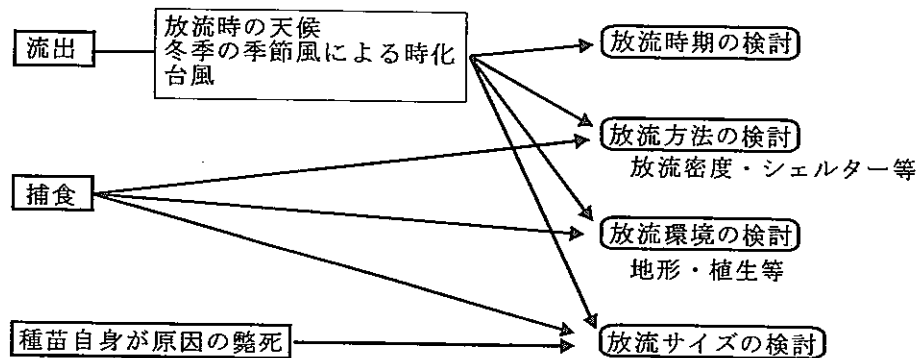 流出
放流時の天候
冬季の季節風による時化
台風
放流時期の検討
放流方法の検討
放流密度・シェルター等
捕食
放流環境の検討
地形・植生等
種苗自身が原因の斃死
放流サイズの検討